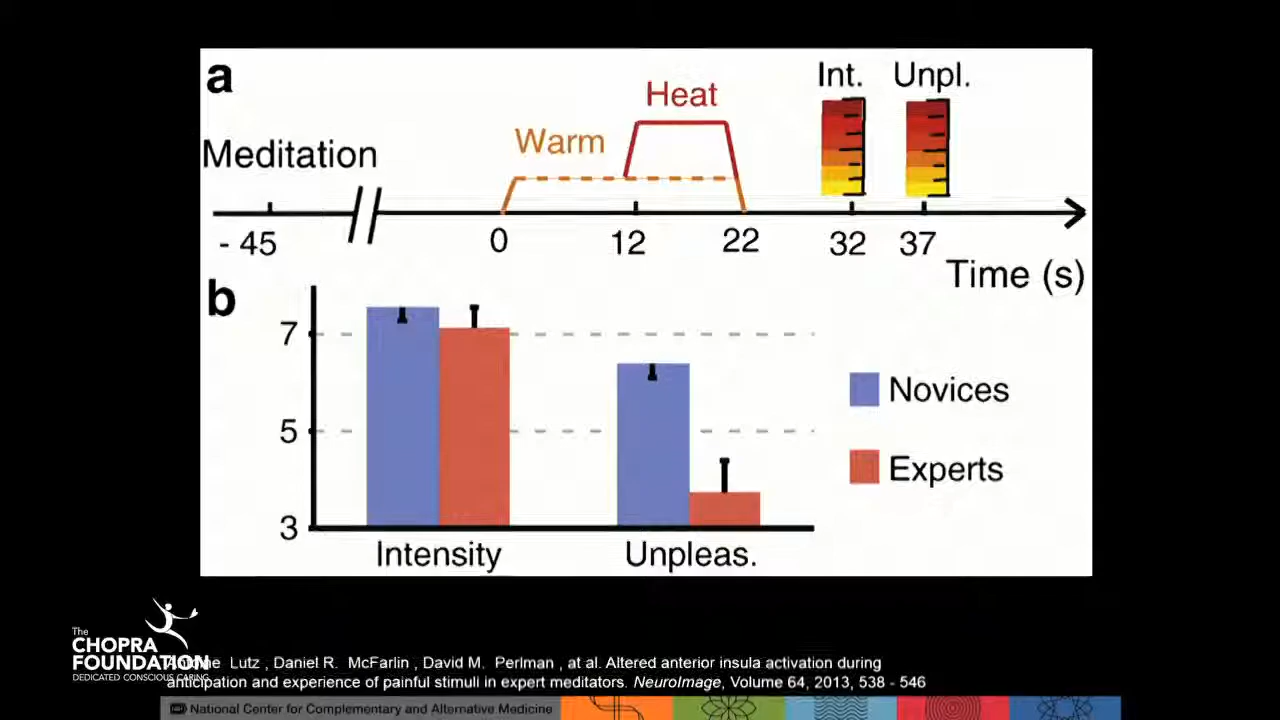 a
Int. Unpl.
Heat
Warm
Meditation
- 45 0 12 22 32 37
Time (s)
b
7
5
3
Intensity Unpleas.
Novices
Experts
The
CHOPRA
FOUNDATION
DEDICATED CONSCIOUS CARING
Lutz , Daniel R. McFarlin , David M. Perlman , at al. Altered anterior insula activation during
anticipation and experience of painful stimuli in expert meditators. NeuroImage, Volume 64, 2013, 538 - 546
National Center for Complementary and Alternative Medicine